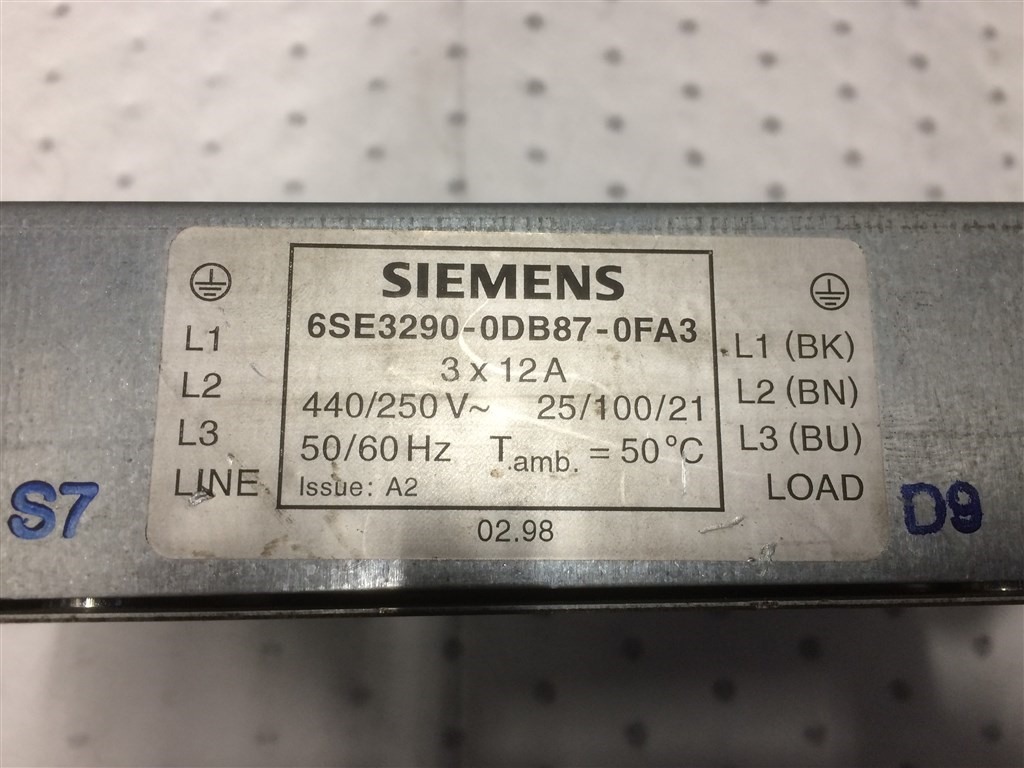 SIEMENS
6SE3290-0DB87-0FA3
3 x 12 A
440/250 V~ 25/100/21
50/60 Hz T.amb. = 50 °C
Issue: A2
02.98
L1
L2
L3
LINE
L1 (BK)
L2 (BN)
L3 (BU)
LOAD
S7
D9